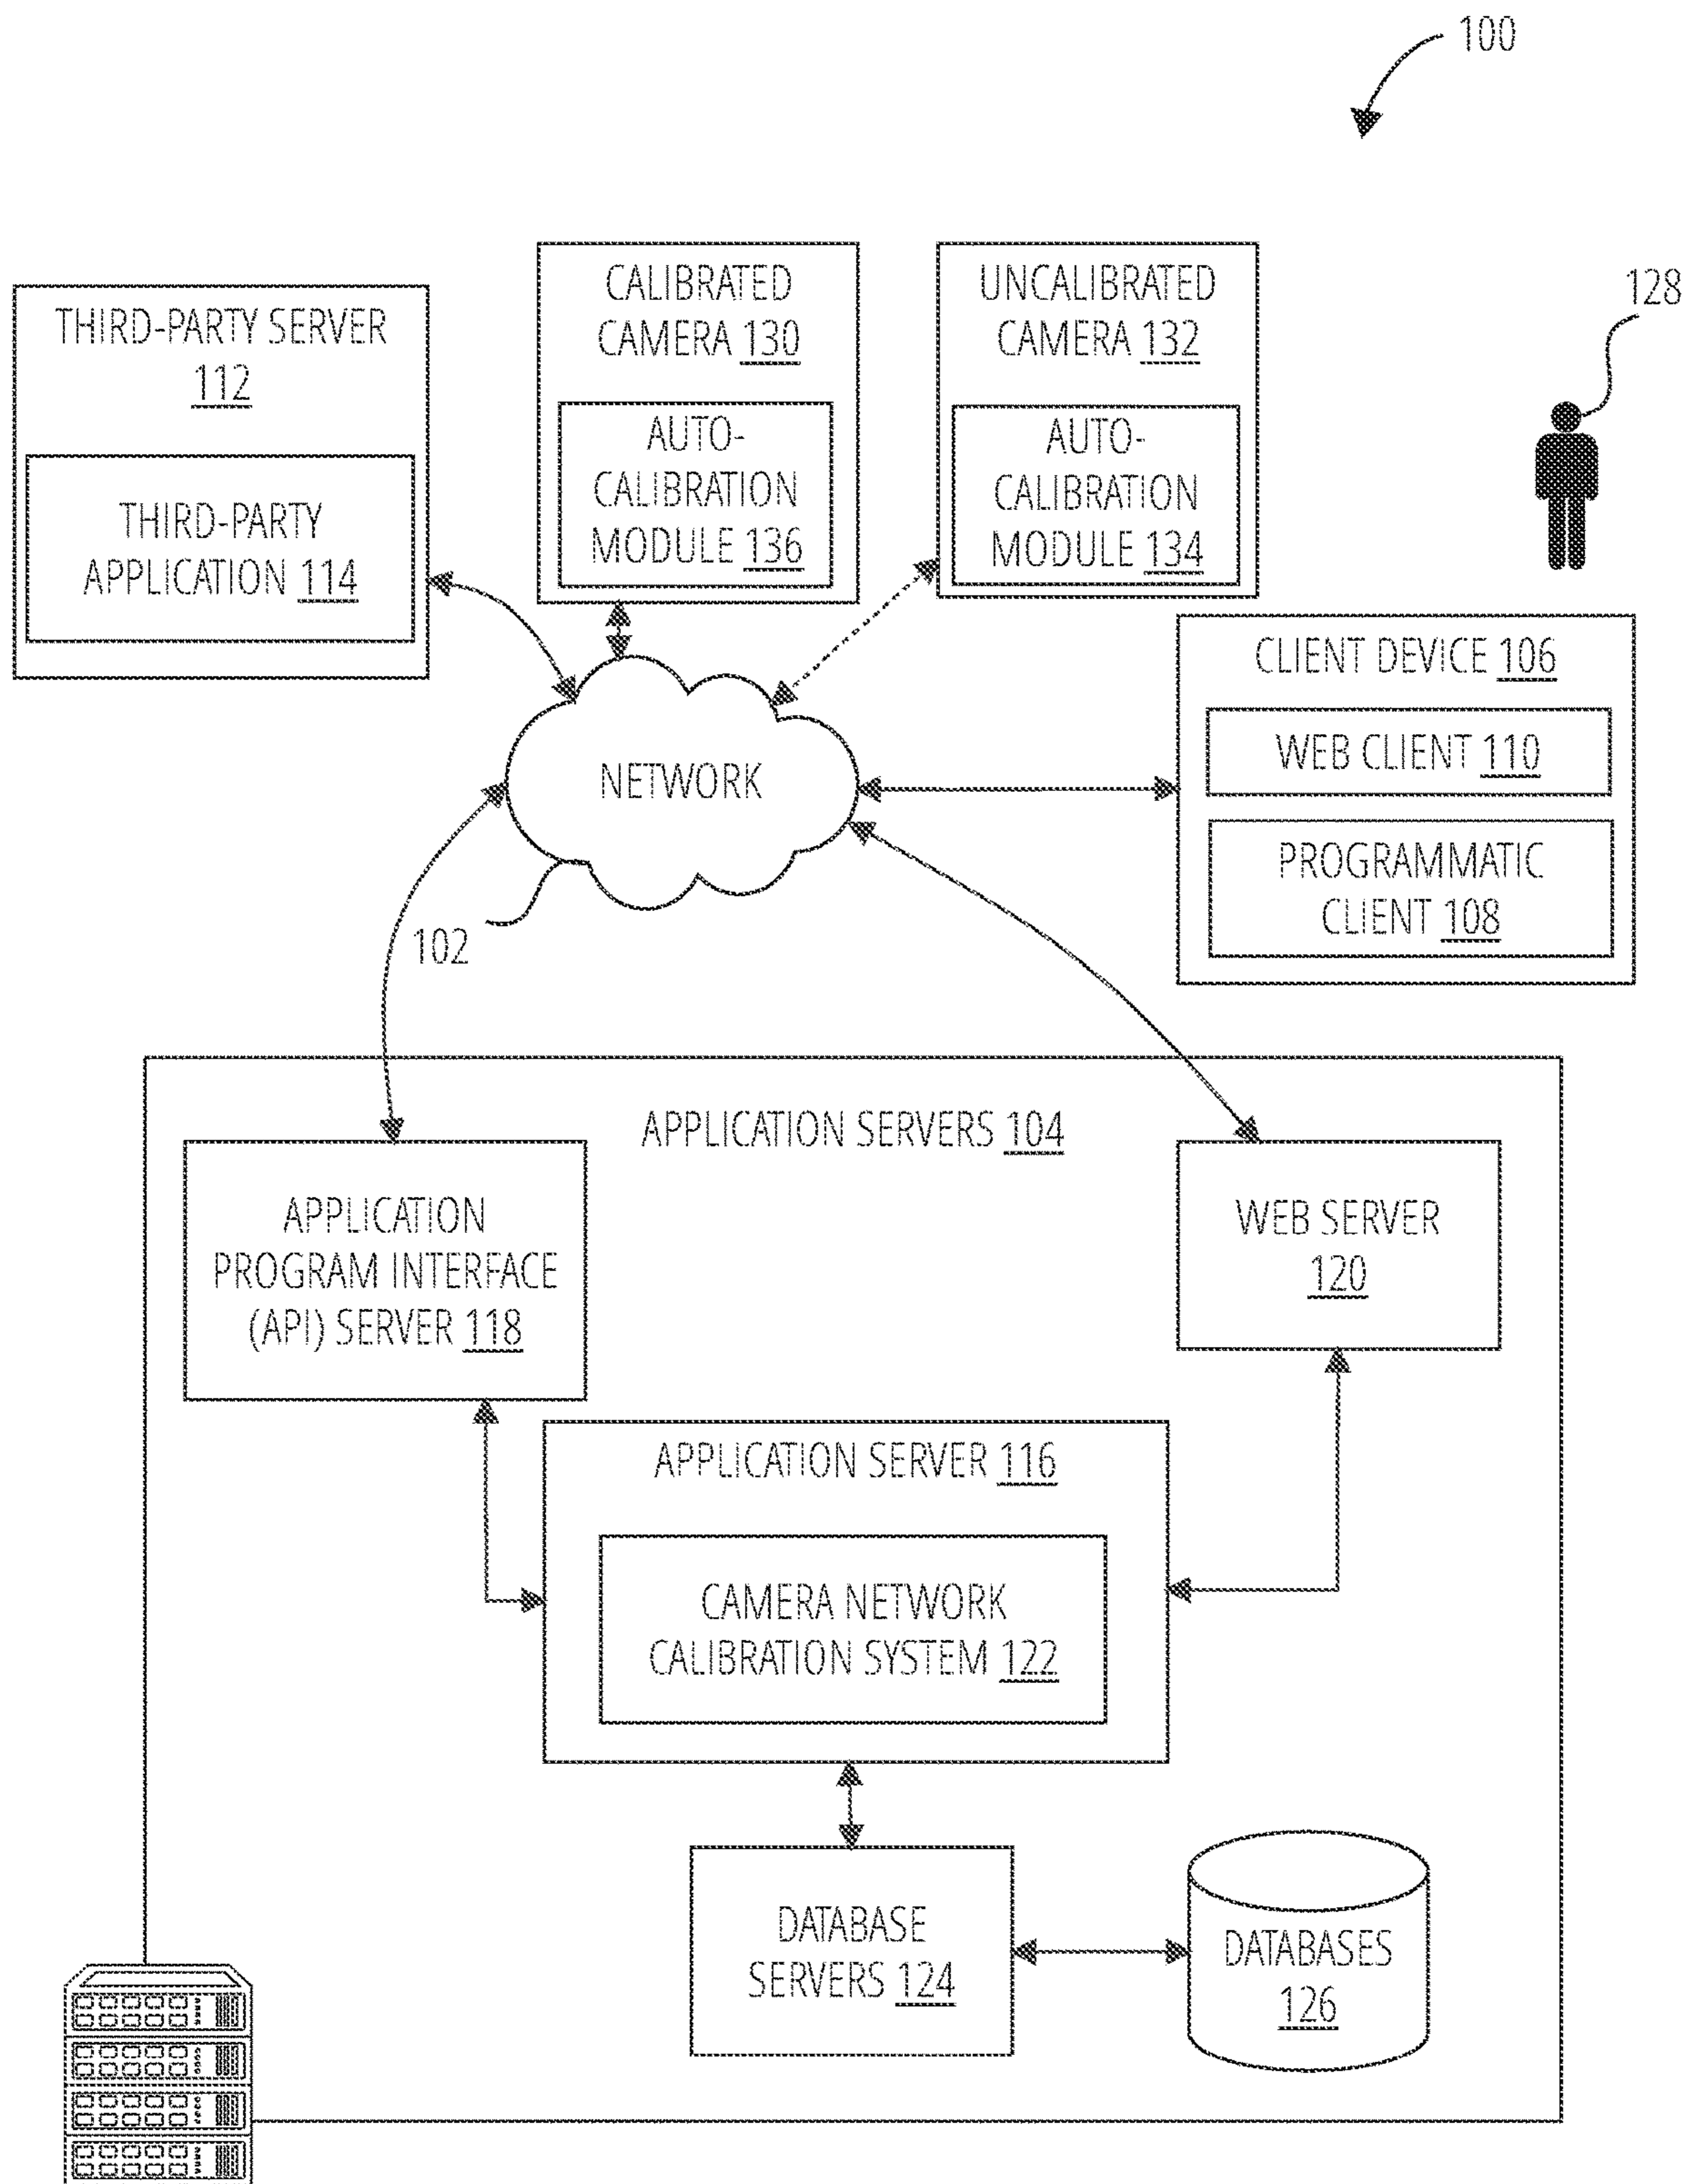 100
THIRD-PARTY SERVER
112
THIRD-PARTY
APPLICATION 114
CALIBRATED
CAMERA 130
AUTO-
CALIBRATION
MODULE 136
UNCALIBRATED
CAMERA 132
AUTO-
CALIBRATION
MODULE 134
128
CLIENT DEVICE 106
WEB CLIENT 110
PROGRAMMATIC
CLIENT 108
NETWORK
102
APPLICATION SERVERS 104
APPLICATION
PROGRAM INTERFACE
(API) SERVER 118
WEB SERVER
120
APPLICATION SERVER 116
CAMERA NETWORK
CALIBRATION SYSTEM 122
DATABASE
SERVERS 124
DATABASES
126